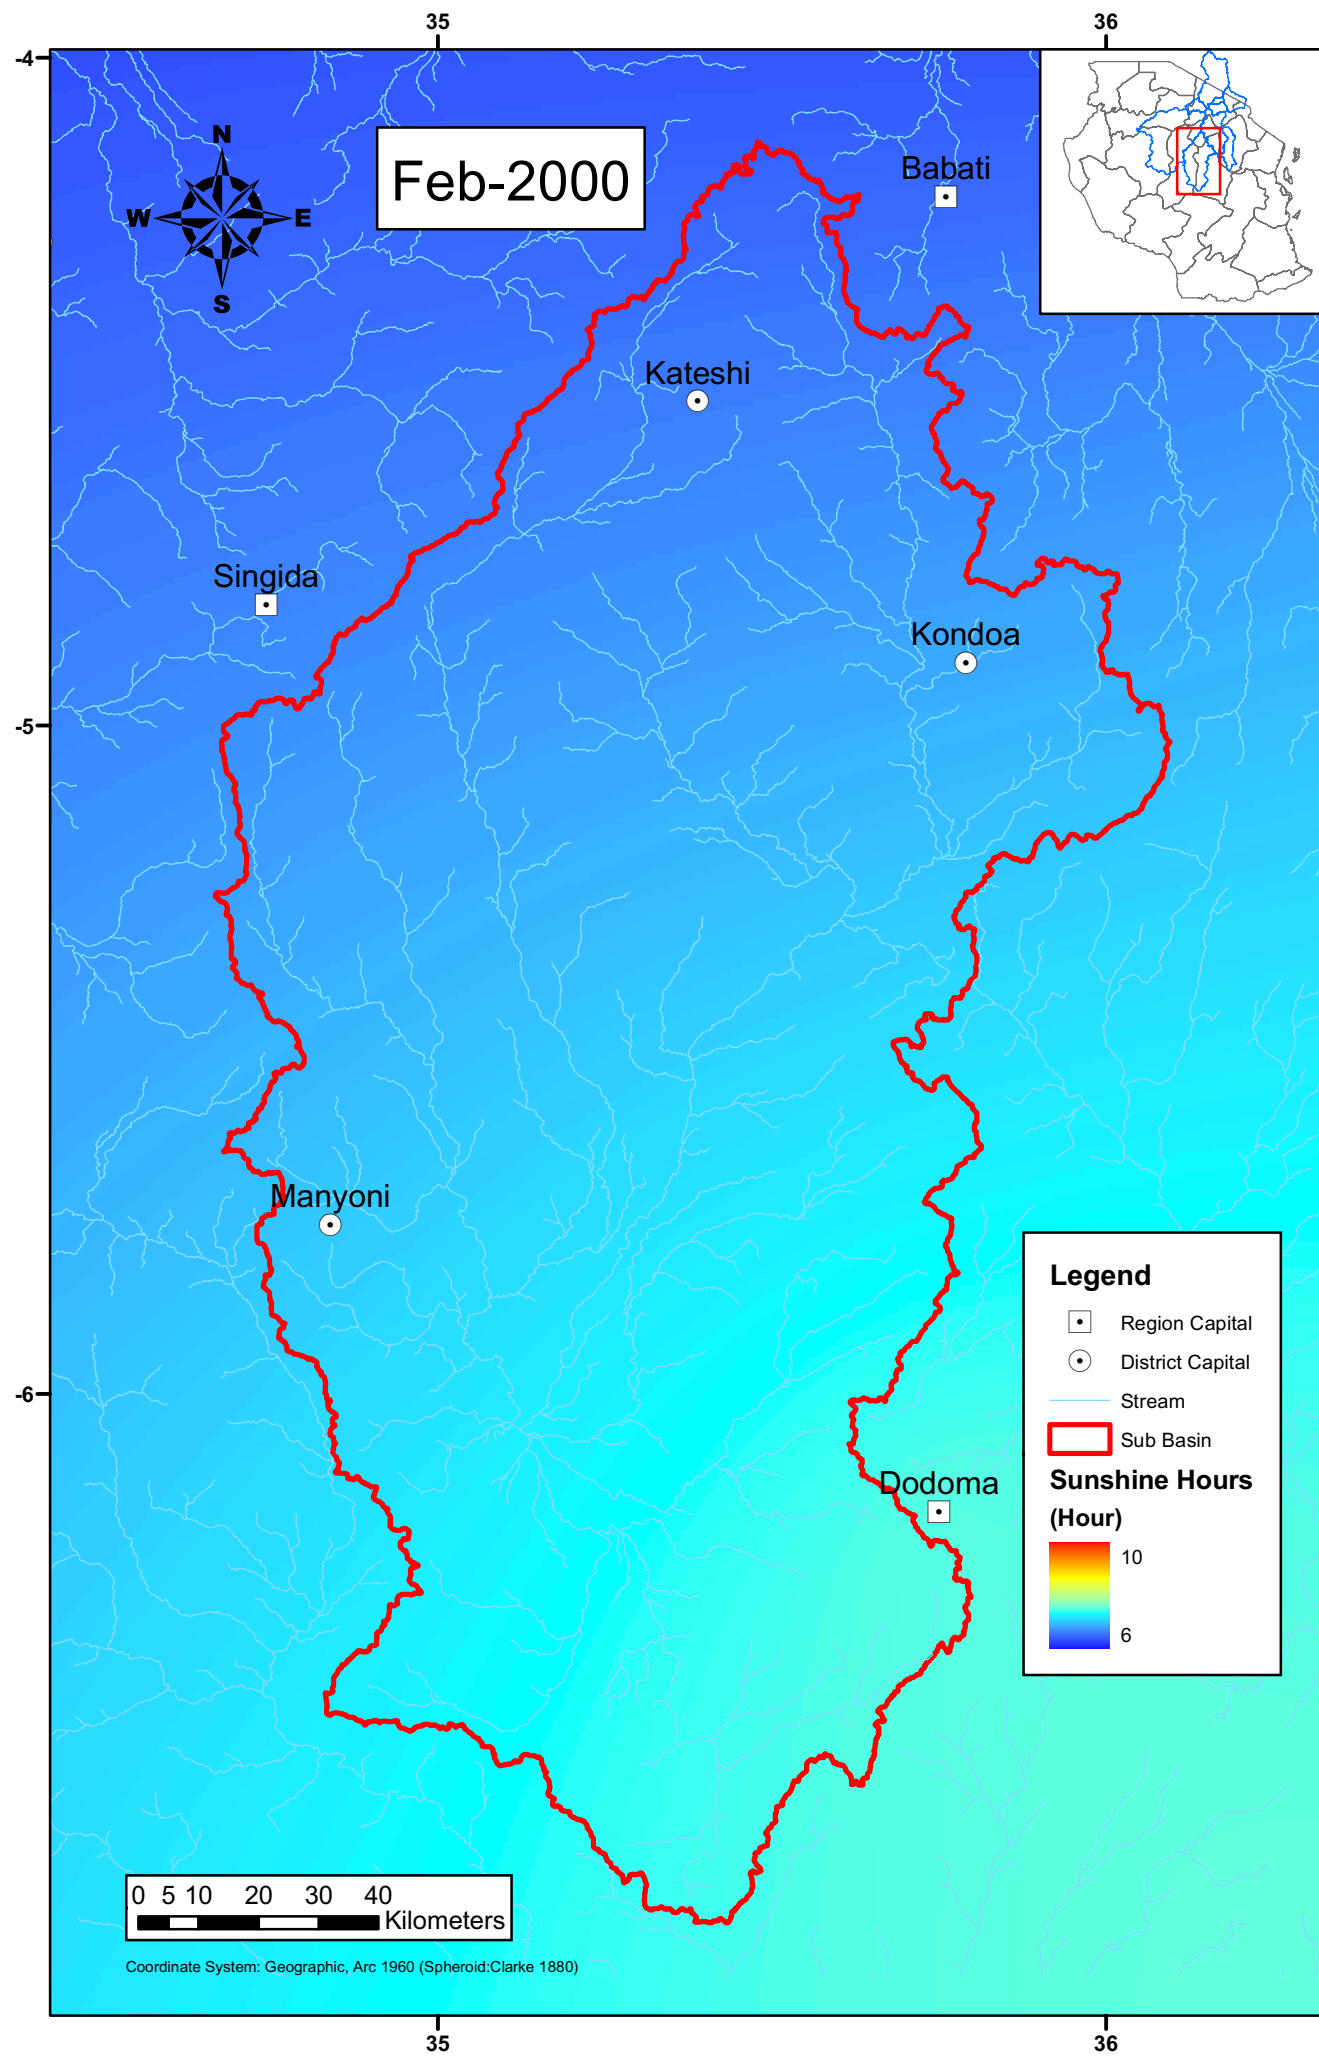 35
36
-4
N
Feb-2000
Babati
W
E
S
Kateshi
Singida
Kondoa
-5
Manyoni
Legend
Region Capital
District Capital
Stream
Sub Basin
-6
Dodoma
Sunshine Hours
(Hour)
10
6
0 5 10 20 30 40
Kilometers
Coordinate System: Geographic, Arc 1960 (Spheroid:Clarke 1880)
35
36